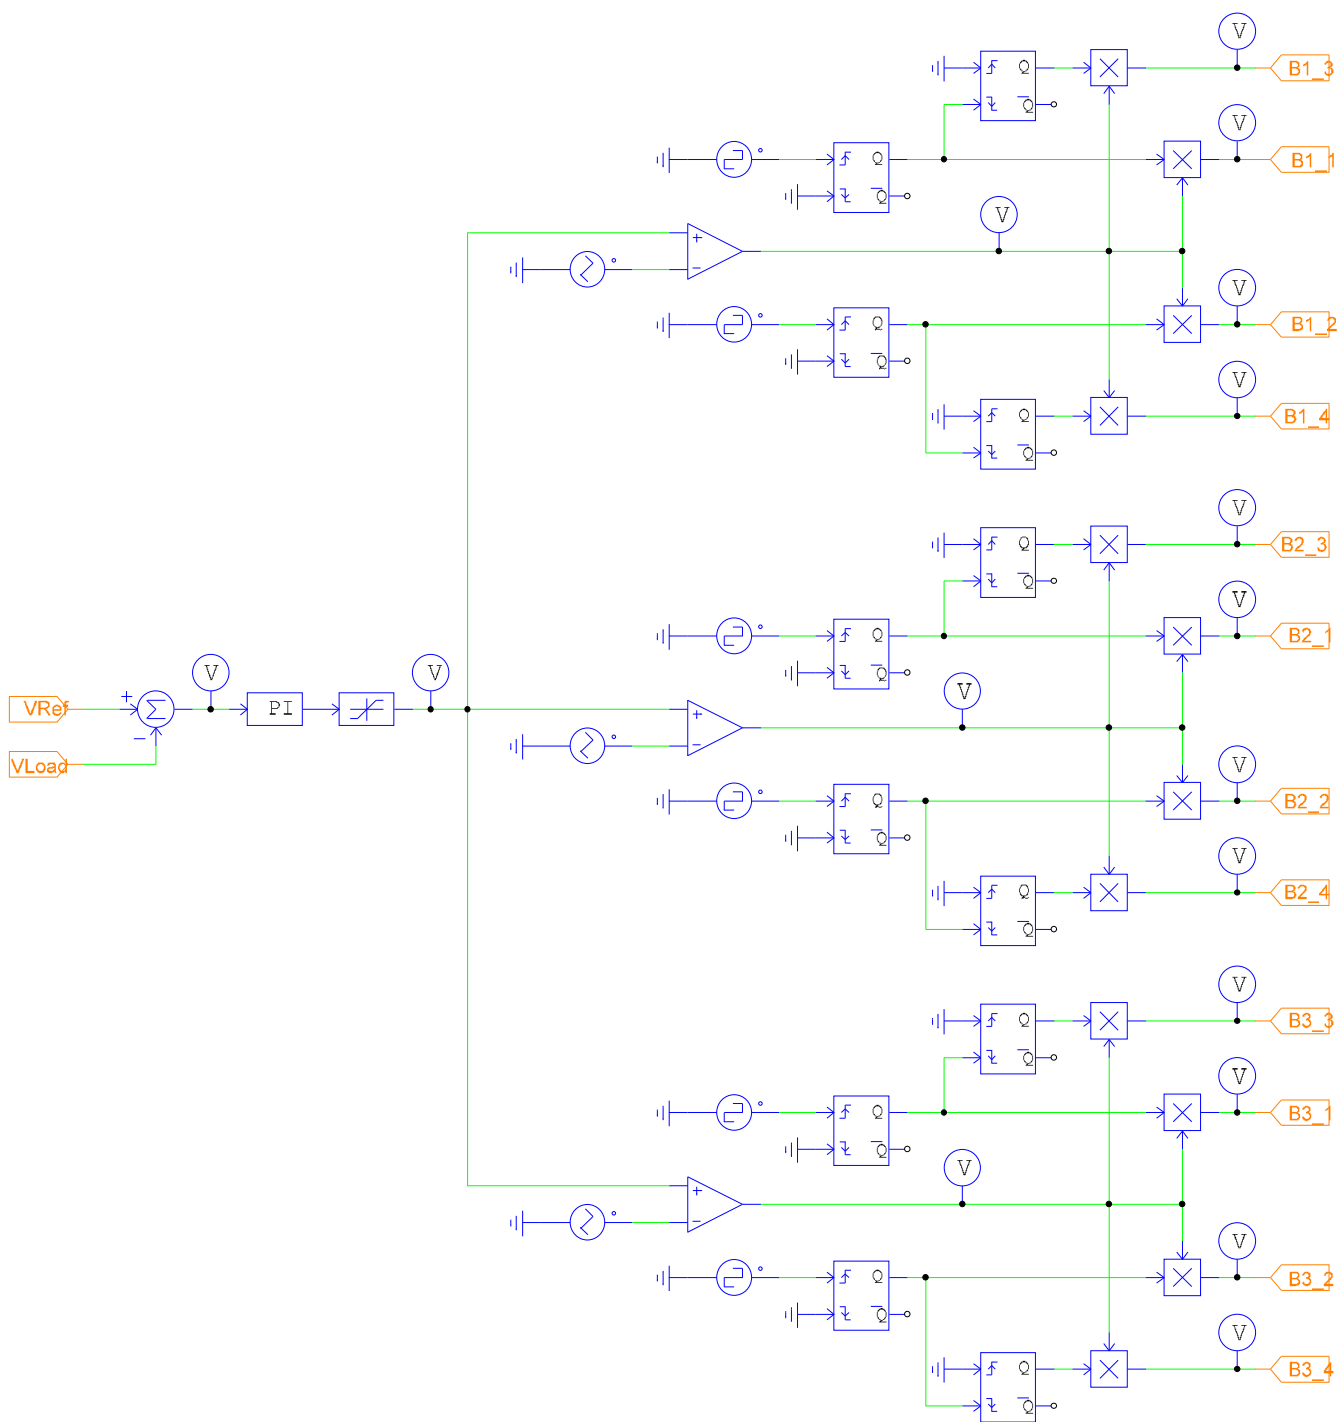 V
Q
B1_3
Q
V
Q
B1_1
Q
V
V
Q
B1_2
Q
V
Q
B1_4
Q
V
Q
B2_3
Q
V
Q
B2_1
Q
V
V
V
VRef
+
Σ
PI
−
VLoad
V
Q
B2_2
Q
V
Q
B2_4
Q
V
Q
B3_3
Q
V
Q
B3_1
Q
V
V
Q
B3_2
Q
V
Q
B3_4
Q